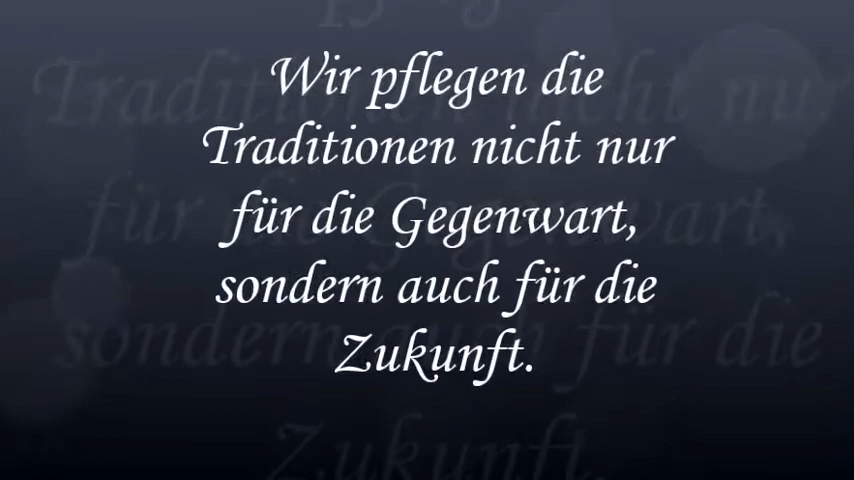 Wir pflegen die
Traditionen nicht nur
für die Gegenwart,
sondern auch für die
Zukunft.